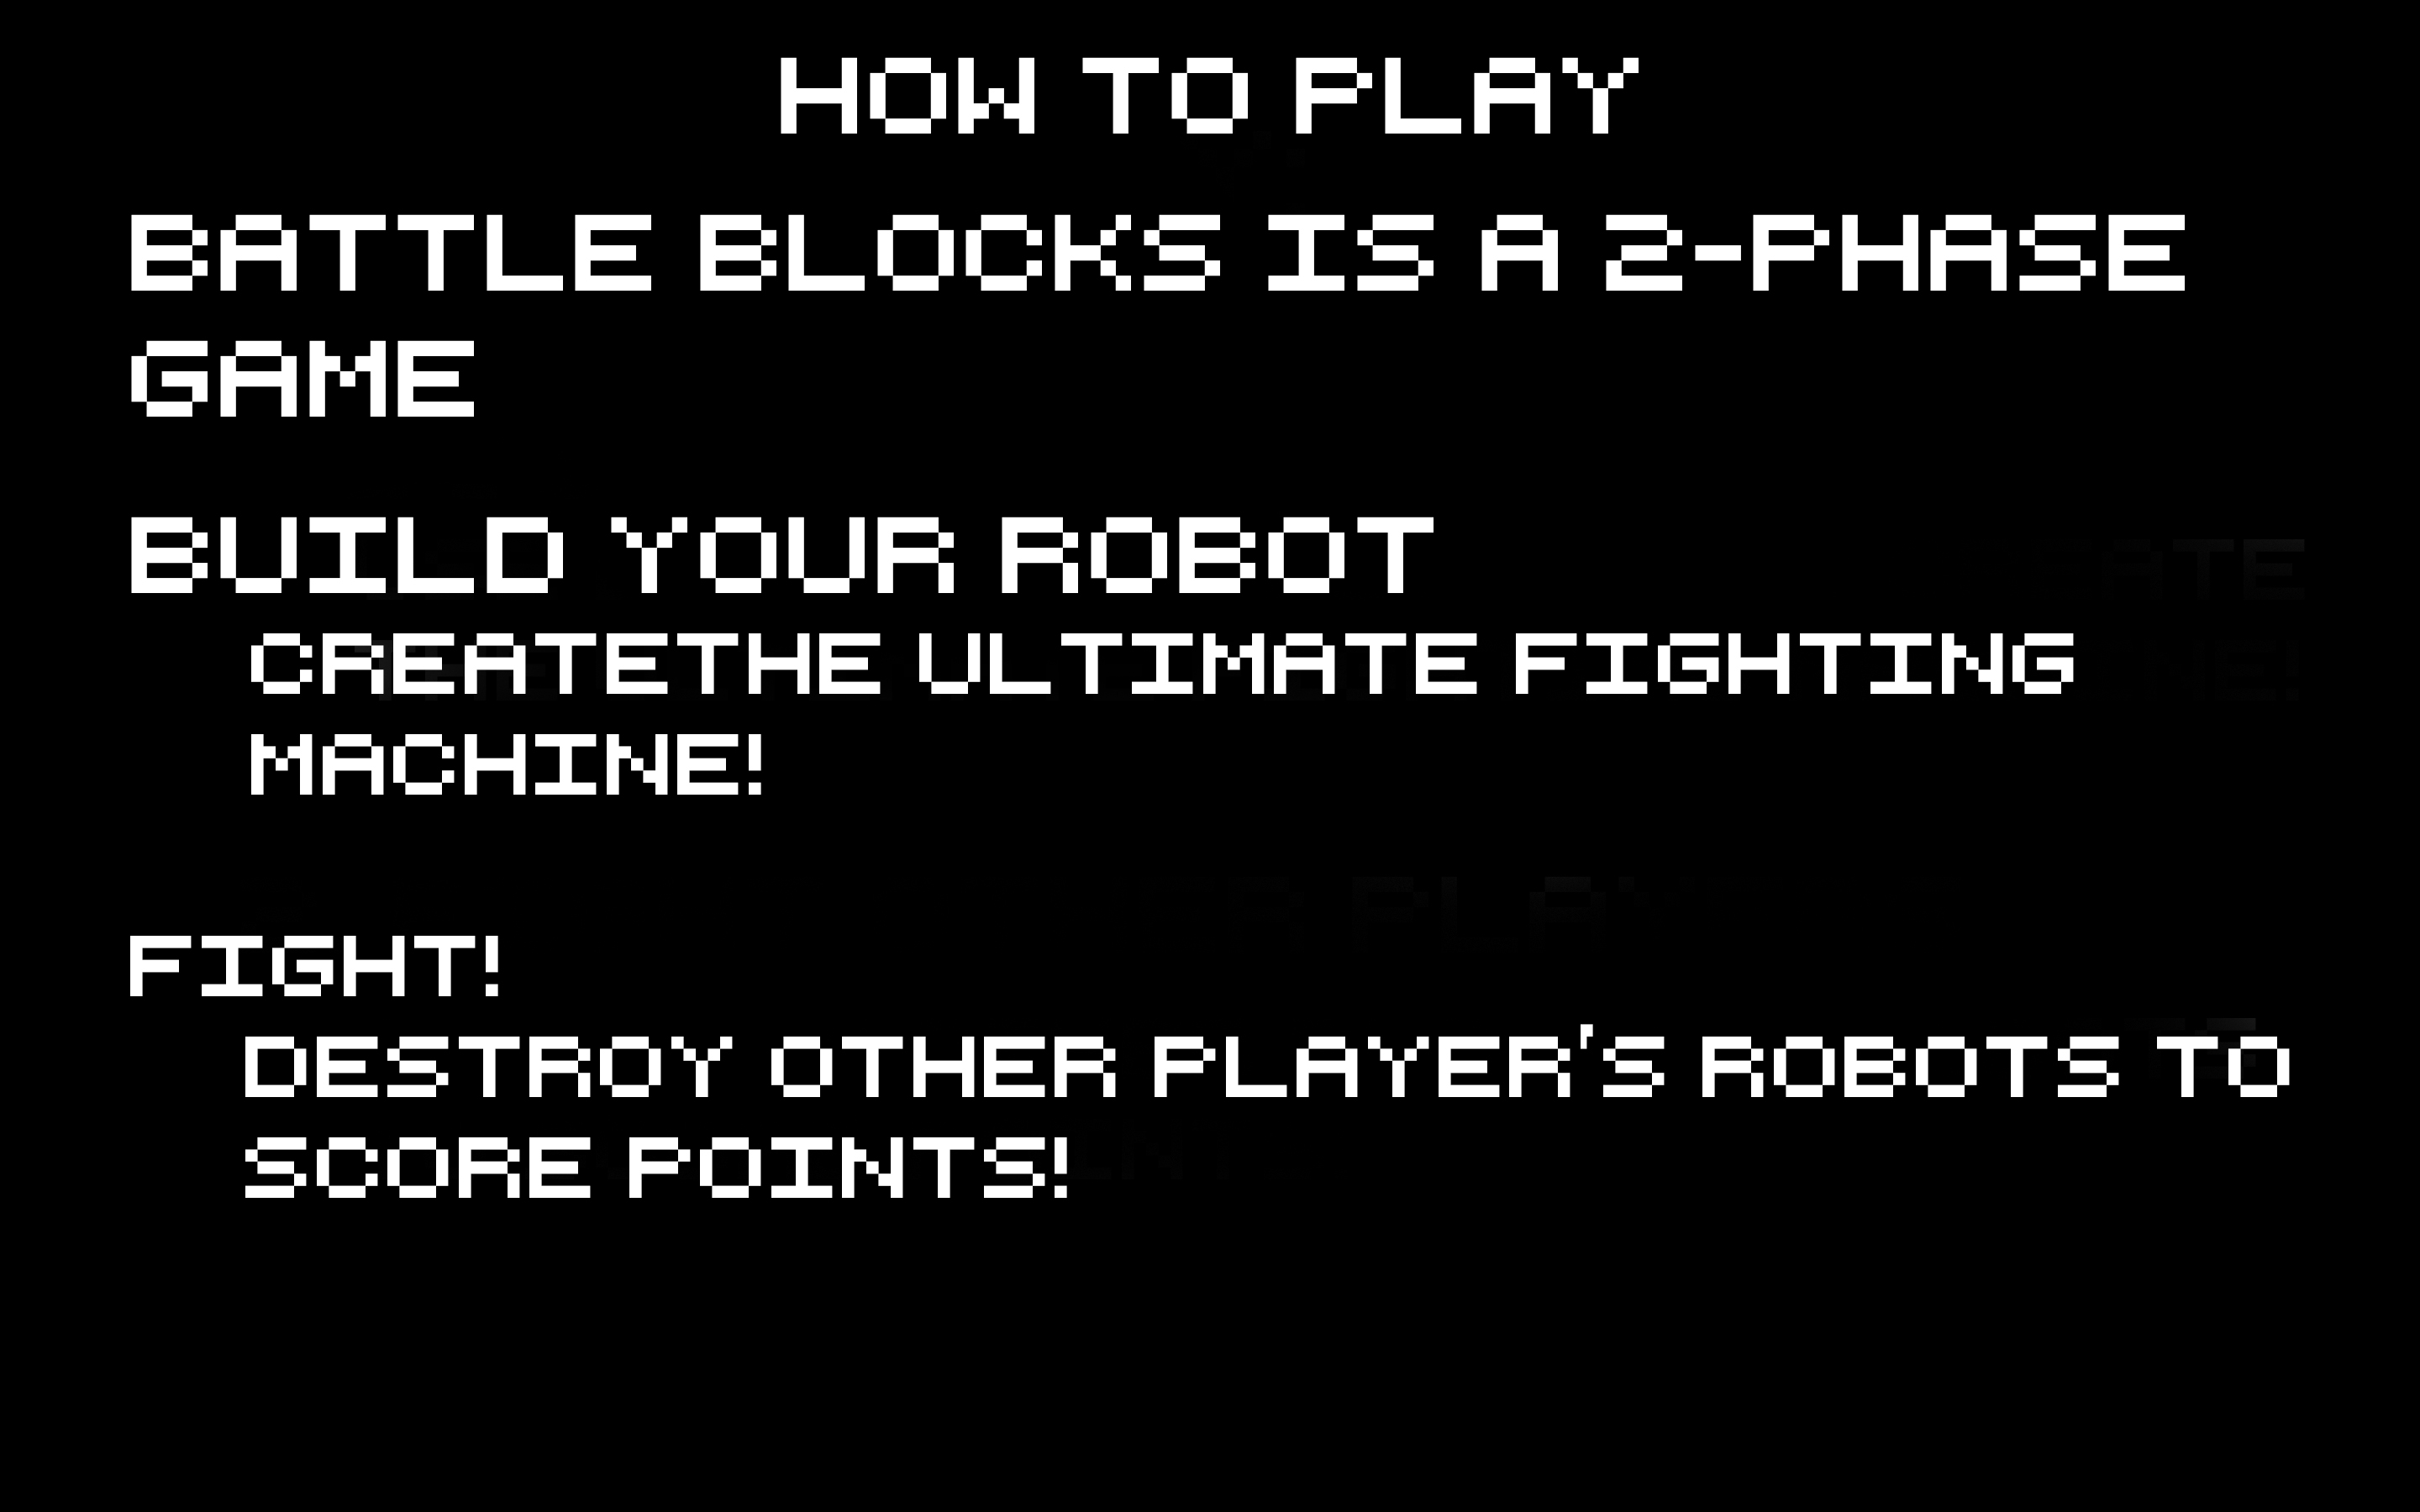 HOW TO PLAY
BATTLE BLOCKS IS A 2-PHASE
GAME
BUILD YOUR ROBOT
CREATETHE ULTIMATE FIGHTING
MACHINE!
FIGHT!
DESTROY OTHER PLAYER'S ROBOTS TO
SCORE POINTS!